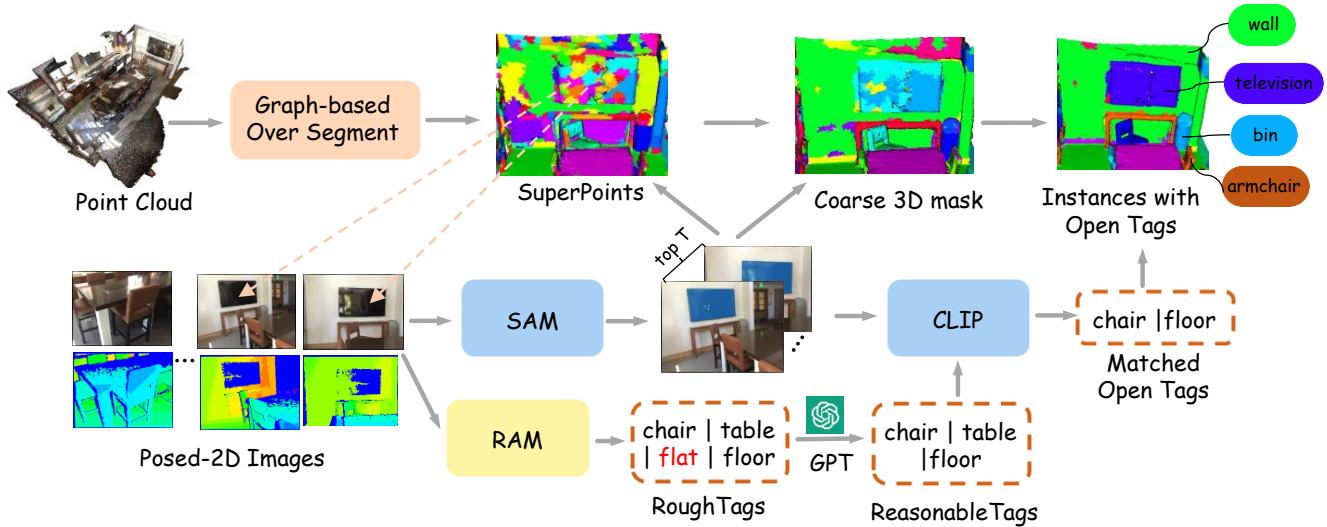 Graph-based
Over Segment
Point Cloud
SuperPoints
Coarse 3D mask
Instances with
Open Tags
wall
television
bin
armchair
top T
...
SAM
...
CLIP
chair |floor
Matched
Open Tags
Posed-2D Images
RAM
chair | table
| flat | floor
RoughTags
GPT
chair | table
|floor
ReasonableTags